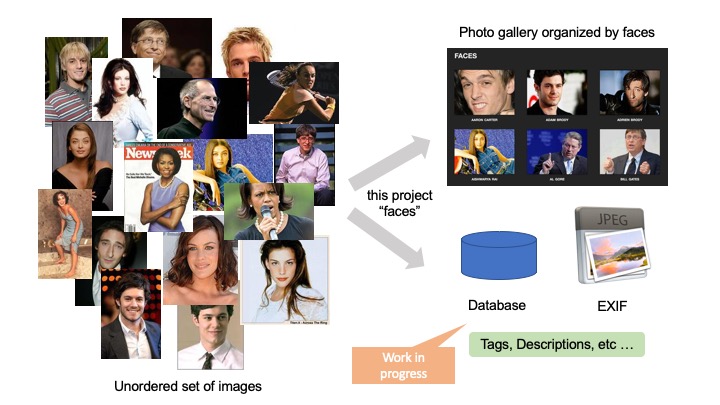 Photo gallery organized by faces
FACES
AARON CARTER
ADAM BRODY
ADRIEN BRODY
AISHWARYA RAI
AL GORE
BILL GATES
Newsweek
this project
“faces”
JPEG
Database
EXIF
Tags, Descriptions, etc …
Work in
progress
Unordered set of images